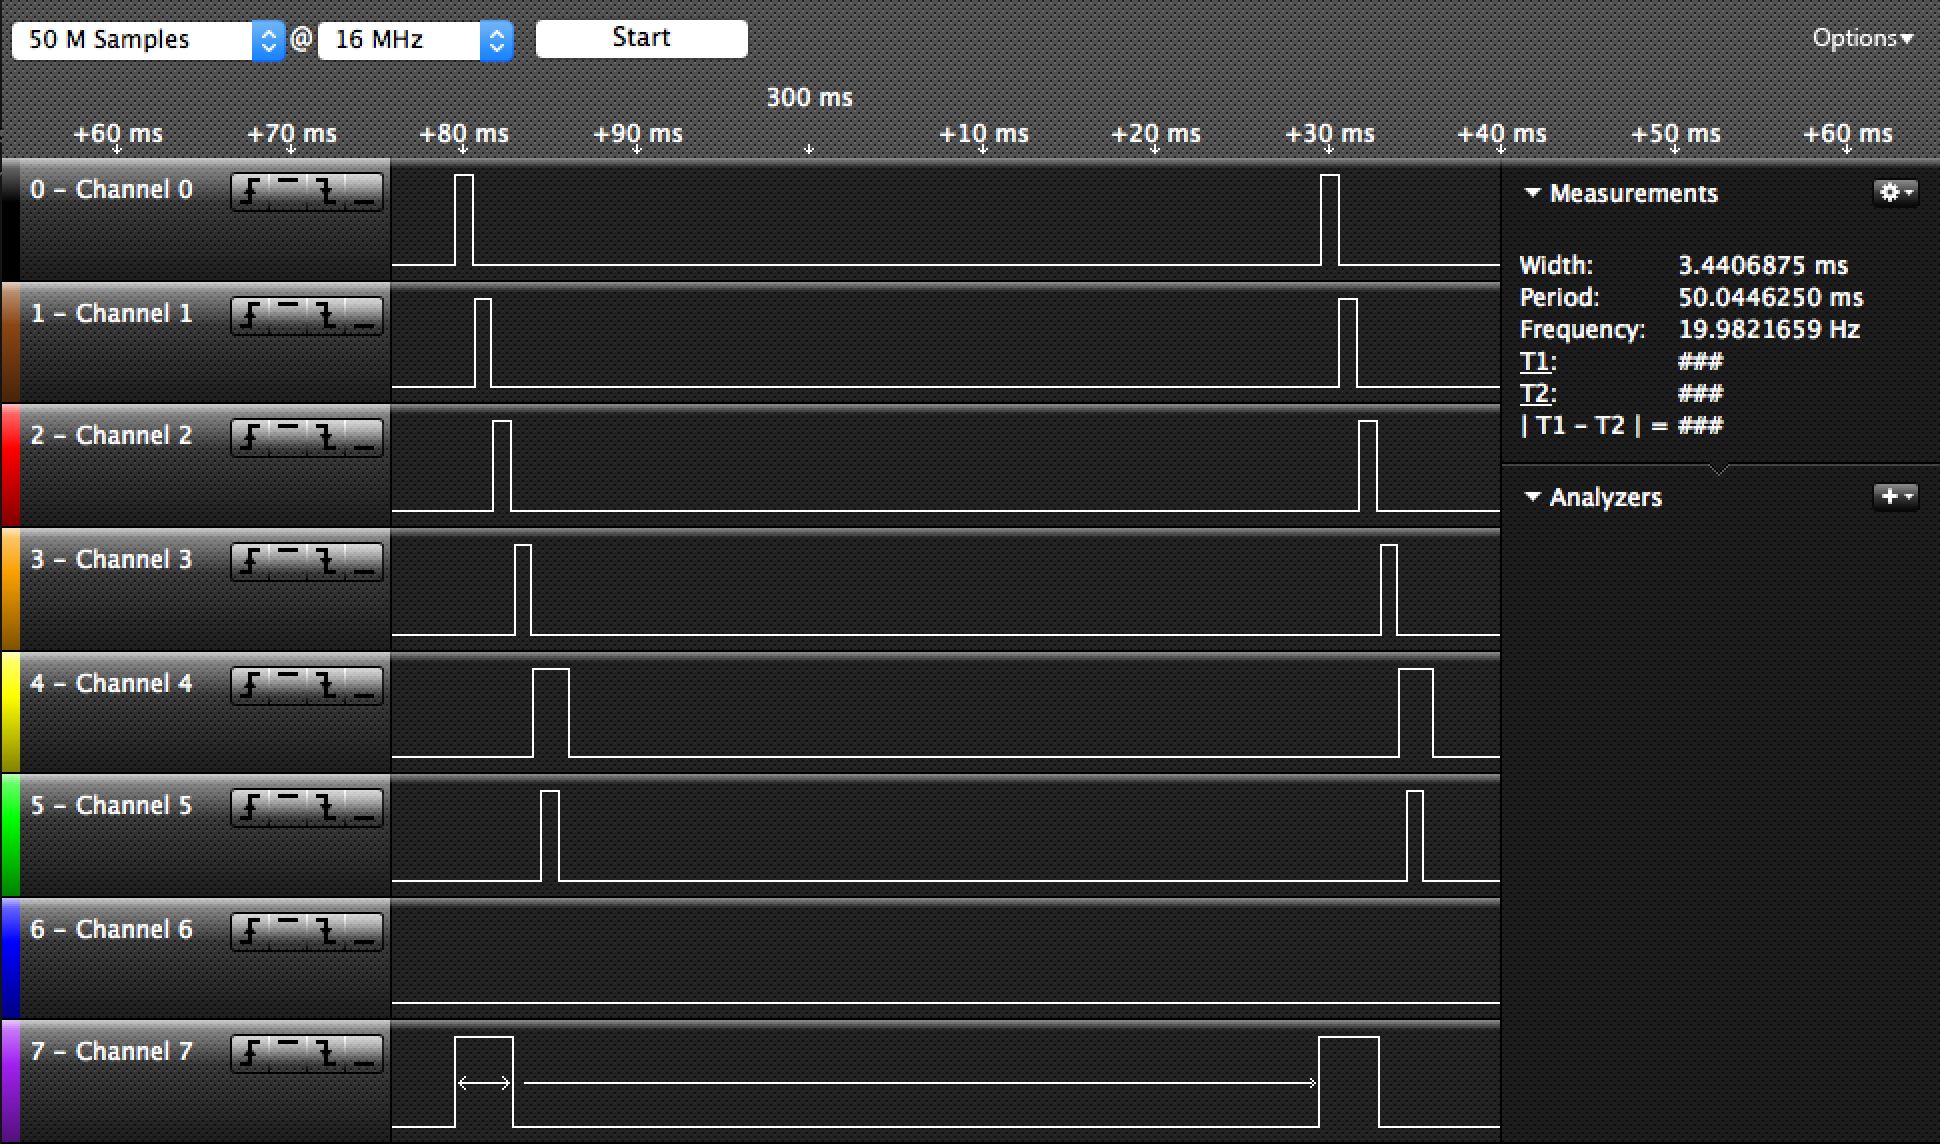 50 M Samples @ 16 MHz Start Options▾
300 ms
+60 ms +70 ms +80 ms +90 ms +10 ms +20 ms +30 ms +40 ms +50 ms +60 ms
0 – Channel 0
1 – Channel 1
2 – Channel 2
3 – Channel 3
4 – Channel 4
5 – Channel 5
6 – Channel 6
7 – Channel 7
Measurements
Width: 3.4406875 ms
Period: 50.0446250 ms
Frequency: 19.9821659 Hz
T1: ###
T2: ###
| T1 – T2 | = ###
Analyzers